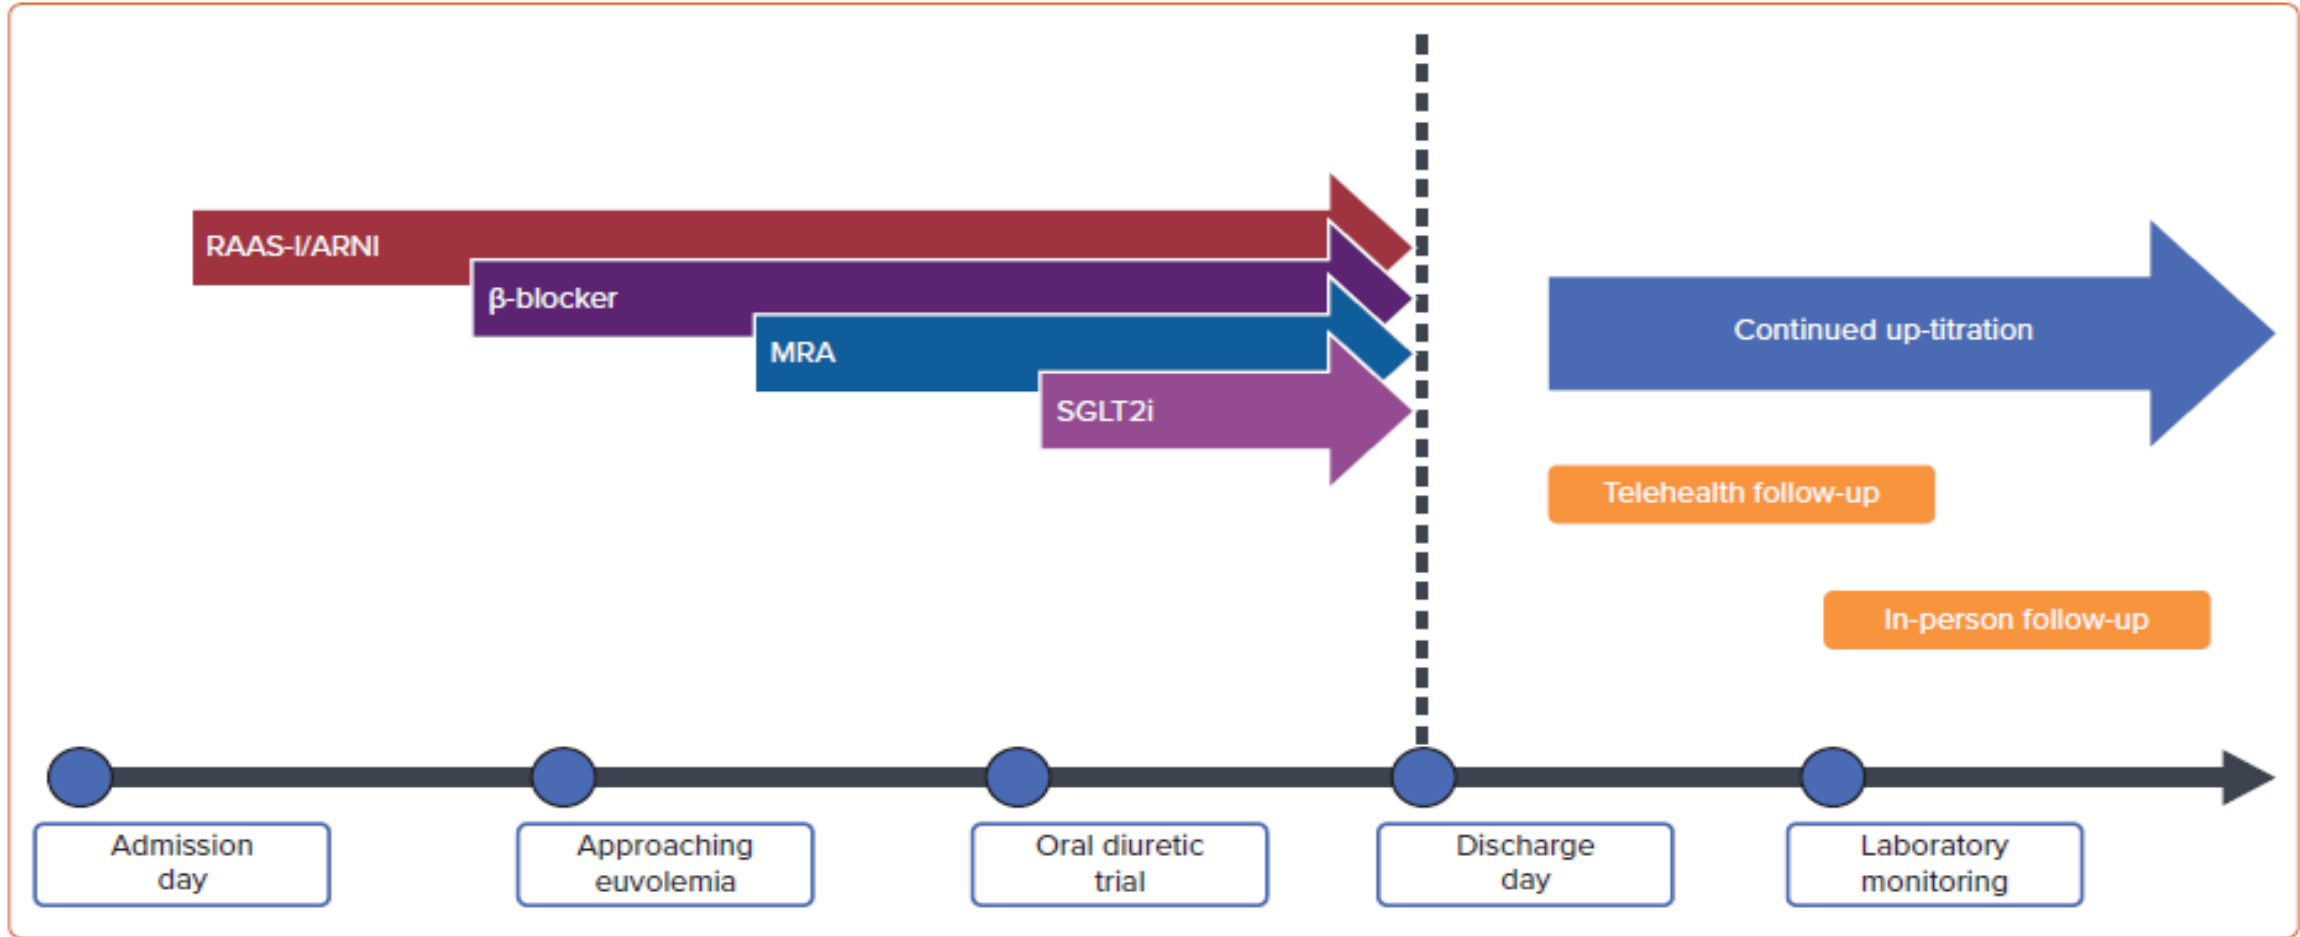 RAAS-I/ARNI
β-blocker
MRA
SGLT2i
Continued up-titration
Telehealth follow-up
In-person follow-up
Admission
day
Approaching
euvolemia
Oral diuretic
trial
Discharge
day
Laboratory
monitoring